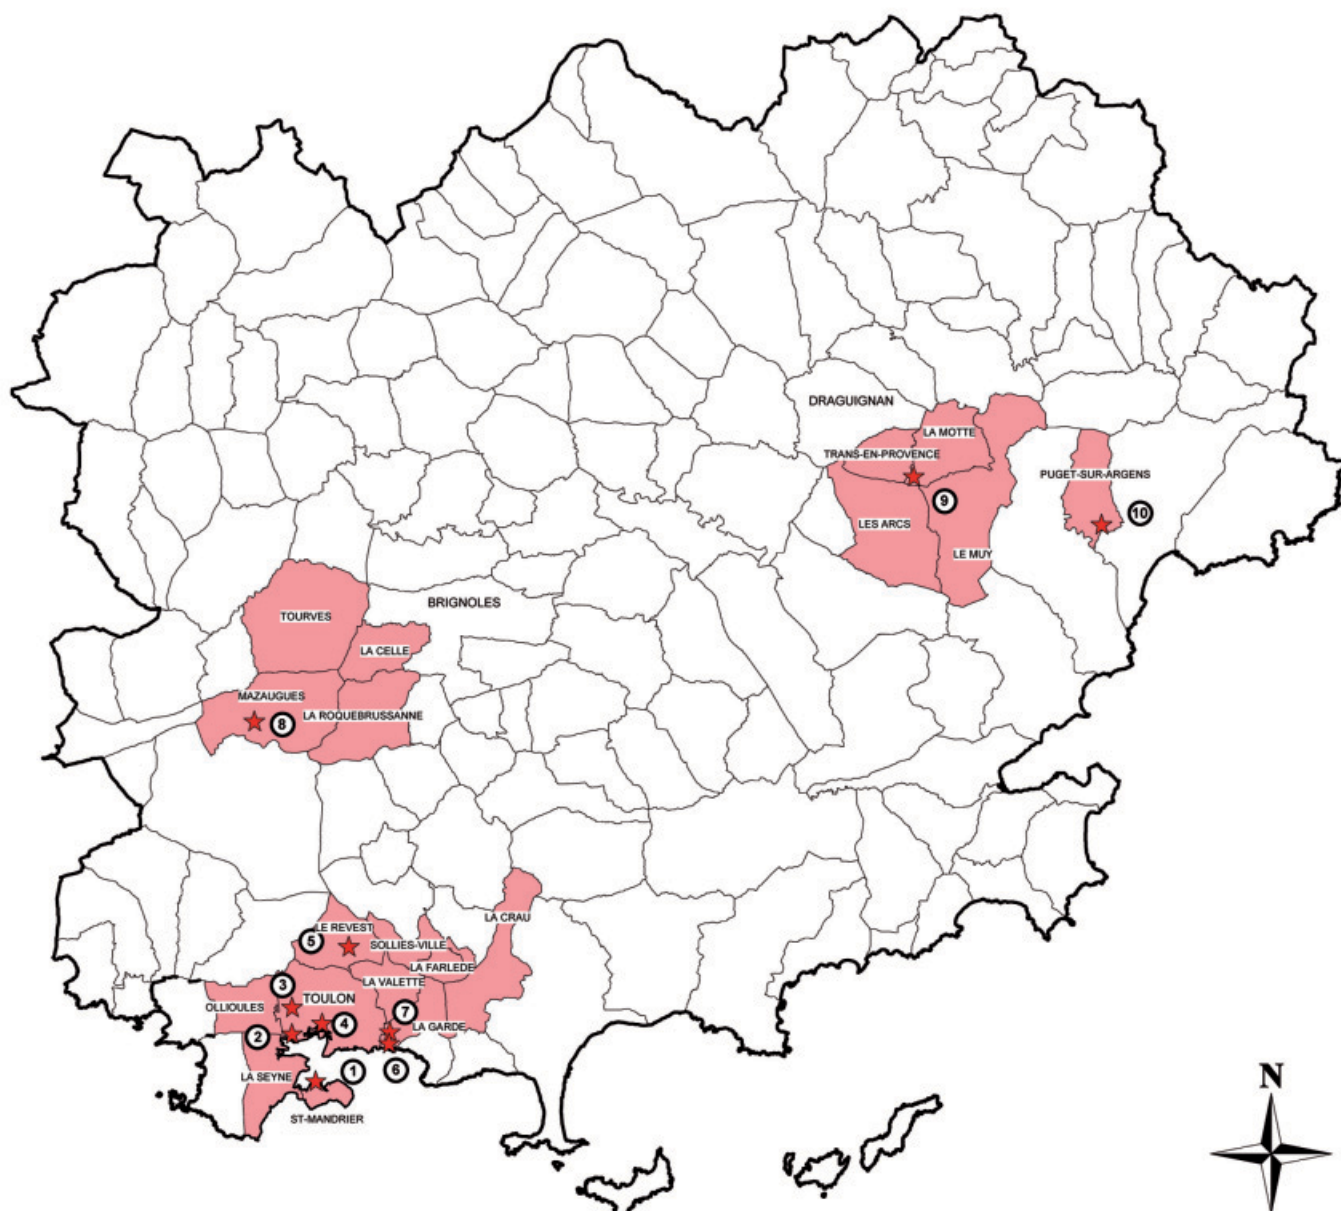 DRAGUIGNAN
LA MOTTE
TRANS-EN-PROVENCE
PUGET-SUR-ARGENS
9
10
LES ARCS
LE MUY
BRIGNOLES
TOURVES
LA CELLE
MAZAUGUES
LA ROQUEBRUSSANNE
8
LA CRAU
LE REVEST
5
SOLLIES-VILLE
LA FARLEDE
LA VALETTE
3
TOULON
OLLIOULES
7
4
LA GARDE
2
6
1
LA SEYNE
N
ST-MANDRIER